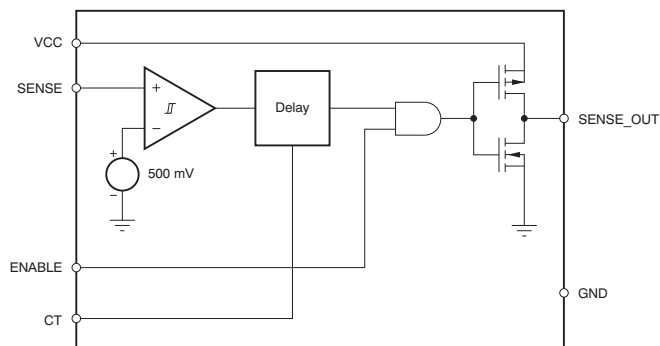 VCC
SENSE
+
−
Delay
SENSE_OUT
+
500 mV
−
ENABLE
GND
CT